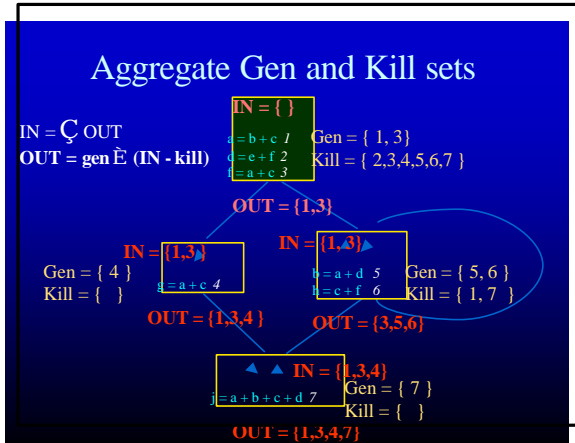 Aggregate Gen and Kill sets
IN = { }
IN = Ç OUT
OUT = gen È (IN - kill)
a = b + c 1
d = e + f 2
f = a + c 3
Gen = { 1, 3}
Kill = { 2,3,4,5,6,7 }
OUT = {1,3}
IN = {1,3}
g = a + c 4
Gen = { 4 }
Kill = { }
OUT = {1,3,4 }
IN = {1, 3}
b = a + d 5
h = c + f 6
Gen = { 5, 6 }
Kill = { 1, 7 }
OUT = {3,5,6}
IN = {1,3,4}
j = a + b + c + d 7
Gen = { 7 }
Kill = { }
OUT = {1,3,4,7}